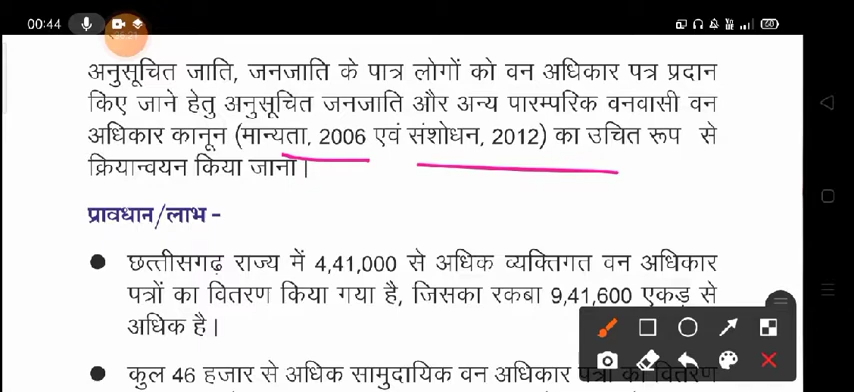 00:44
अनुसूचित जाति, जनजाति के पात्र लोगों को वन अधिकार पत्र प्रदान
किए जाने हेतु अनुसूचित जनजाति और अन्य पारम्परिक वनवासी वन
अधिकार कानून (मान्यता, 2006 एवं संशोधन, 2012) का उचित रूप से
क्रियान्वयन किया जाना।
प्रावधान/लाभ-
● छत्तीसगढ़ राज्य में 4,41,000 से अधिक व्यक्तिगत वन अधिकार
पत्रों का वितरण किया गया है, जिसका रकबा 9,41,600 एकड़ से
अधिक है।
● कुल 46 हजार से अधिक सामुदायिक वन अधिकार पत्रों का वितरण